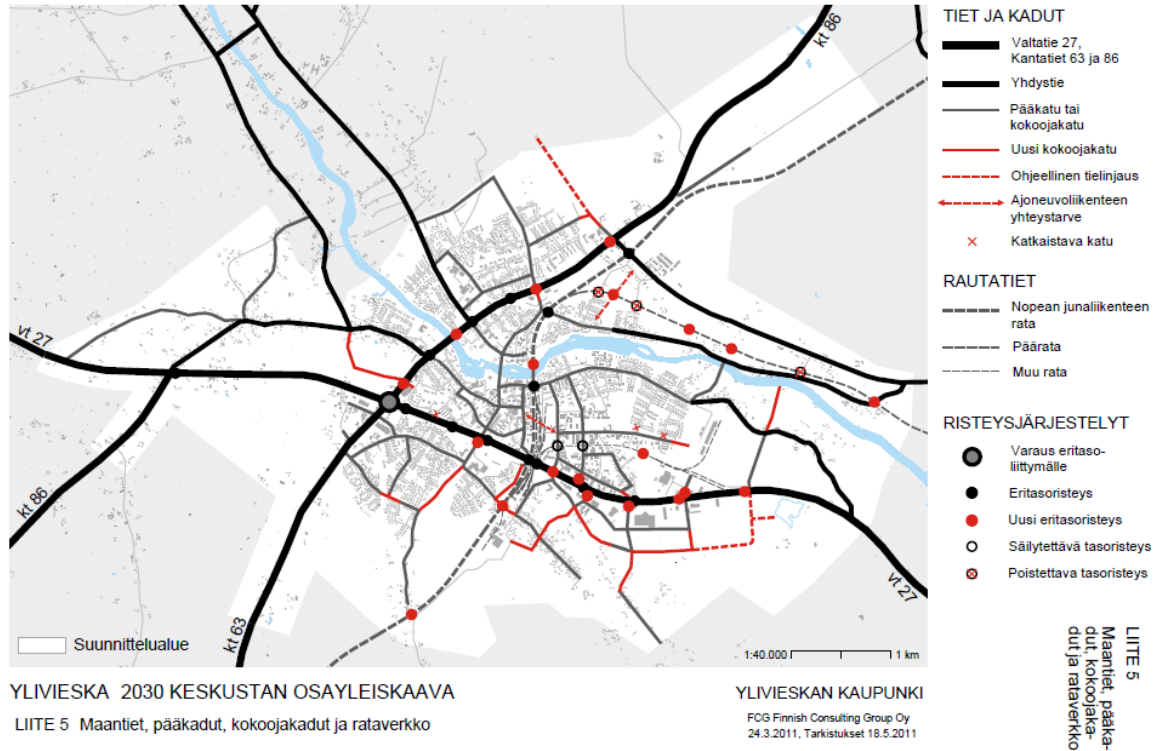 kt 86
vt 27
kt 86
kt 63
vt 27
Suunnittelualue
1:40.000
1 km
TIET JA KADUT
Valtatie 27,
Kantatiet 63 ja 86
Yhdystie
Pääkatu tai
kokoojakatu
Uusi kokoojakatu
Ohjeellinen tielinjaus
Ajoneuvoliikenteen
yhteystarve
Katkaistava katu
RAUTATIET
Nopean junaliikenteen
rata
Päärata
Muu rata
RISTEYSJÄRJESTELYT
Varaus eritaso-
liittymälle
Eritasoristeys
Uusi eritasoristeys
Säilytettävä tasoristeys
Poistettava tasoristeys
LIITE 5
Maantiet, pääka-
dut, kokoojaka-
dut ja rataverkko
YLIVIESKA 2030 KESKUSTAN OSAYLEISKAAVA
LIITE 5 Maantiet, pääkadut, kokoojakadut ja rataverkko
YLIVIESKAN KAUPUNKI
FCG Finnish Consulting Group Oy
24.3.2011, Tarkistukset 18.5.2011